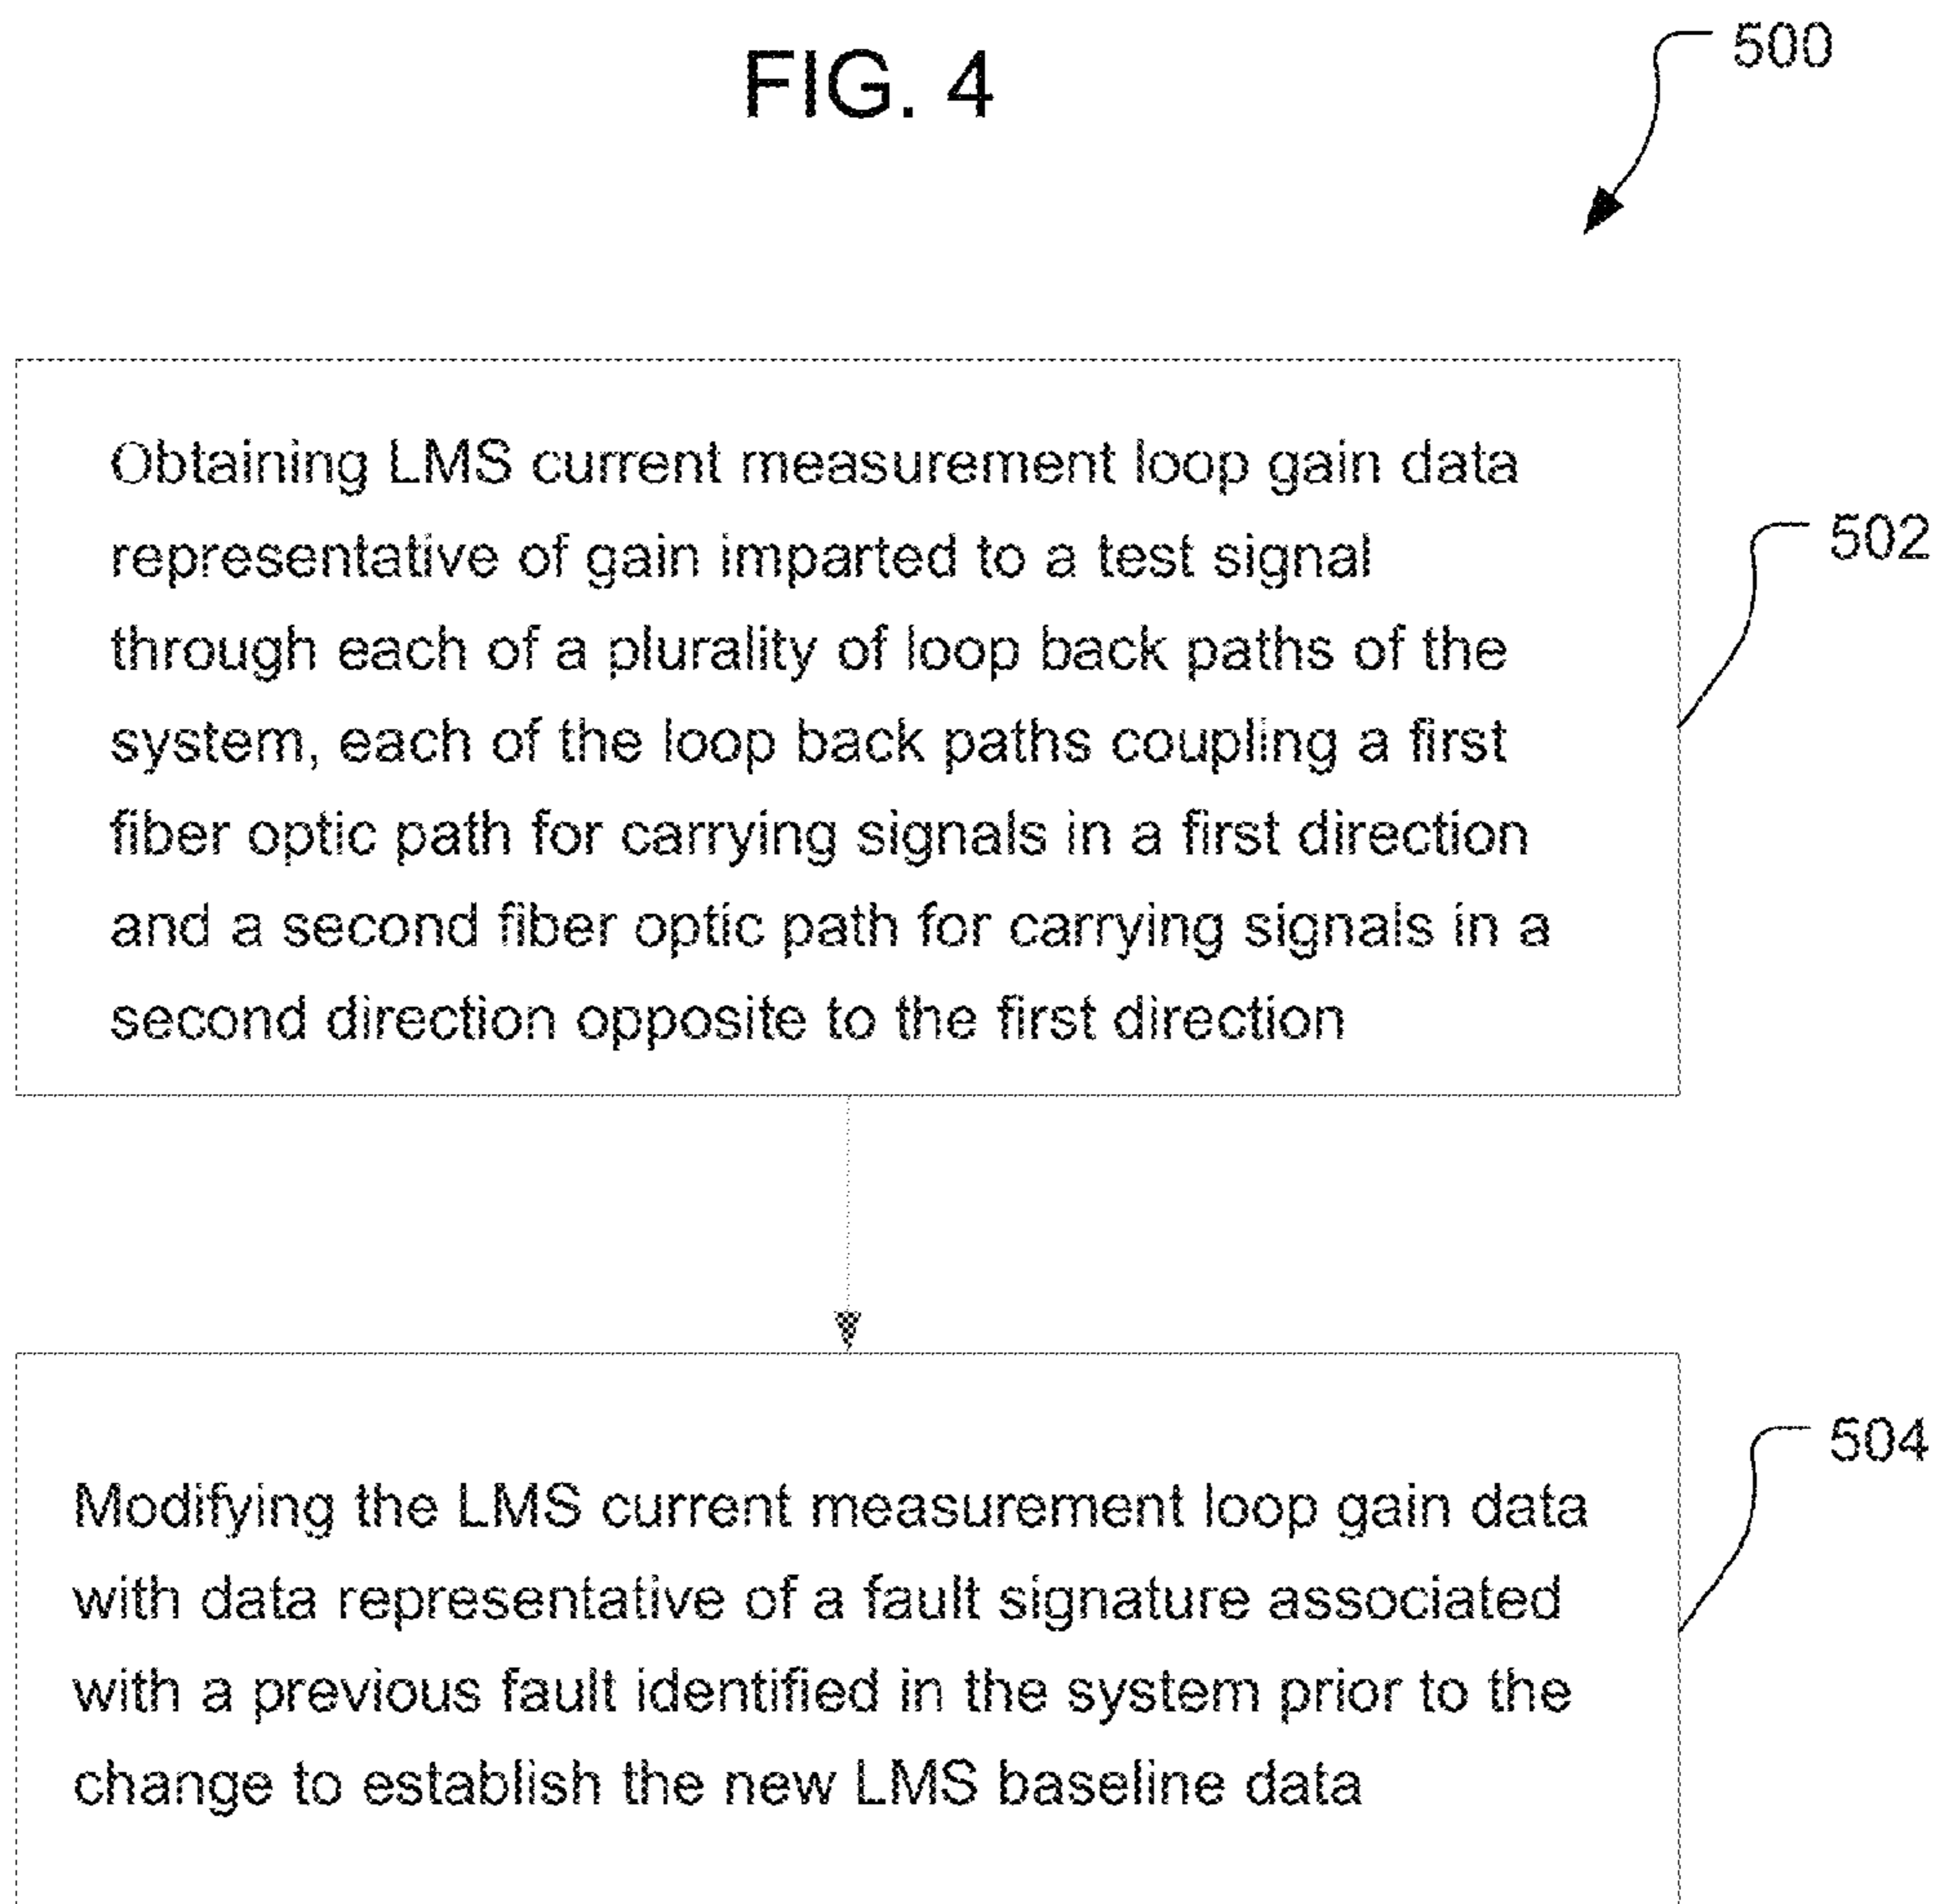 FIG. 4
500
Obtaining LMS current measurement loop gain data
representative of gain imparted to a test signal
through each of a plurality of loop back paths of the
system, each of the loop back paths coupling a first
fiber optic path for carrying signals in a first direction
and a second fiber optic path for carrying signals in a
second direction opposite to the first direction
502
Modifying the LMS current measurement loop gain data
with data representative of a fault signature associated
with a previous fault identified in the system prior to the
change to establish the new LMS baseline data
504